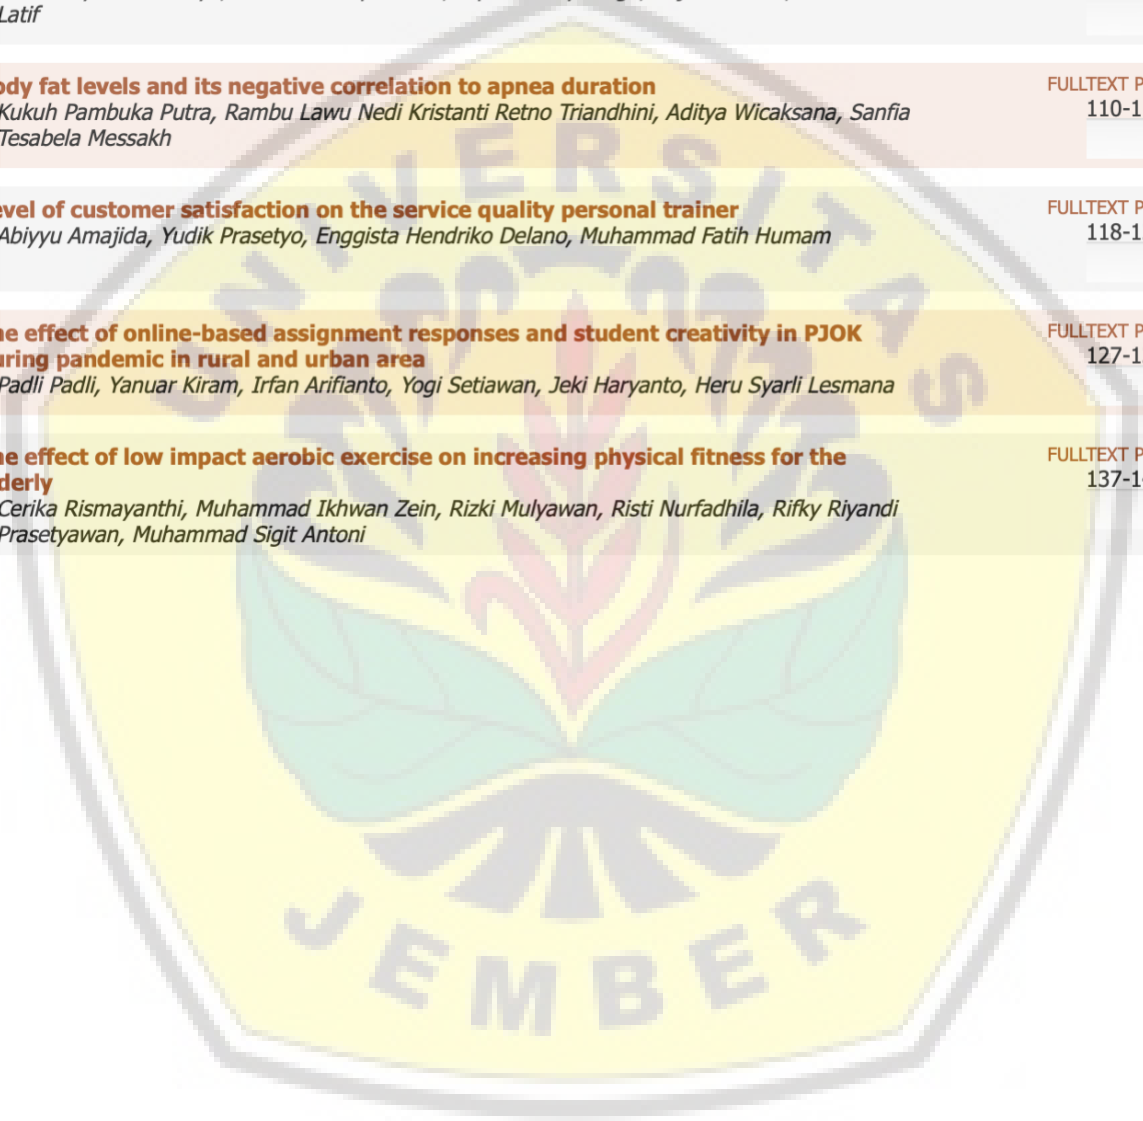 Latif
ody fat levels and its negative correlation to apnea duration
FULLTEXT P
Kukuh Pambuka Putra, Rambu Lawu Nedi Kristanti Retno Triandhini, Aditya Wicaksana, Sanfia
110-1
Tesabela Messakh
evel of customer satisfaction on the service quality personal trainer
FULLTEXT P
Abiyyu Amajida, Yudik Prasetyo, Enggista Hendriko Delano, Muhammad Fatih Humam
118-1
he effect of online-based assignment responses and student creativity in PJOK
FULLTEXT P
uring pandemic in rural and urban area
127-1
Padli Padli, Yanuar Kiram, Irfan Arifianto, Yogi Setiawan, Jeki Haryanto, Heru Syarli Lesmana
he effect of low impact aerobic exercise on increasing physical fitness for the
FULLTEXT P
derly
137-1
Cerika Rismayanthi, Muhammad Ikhwan Zein, Rizki Mulyawan, Risti Nurfadhila, Rifky Riyandi
Prasetyawan, Muhammad Sigit Antoni
UNIVERSITAS
JEMBER